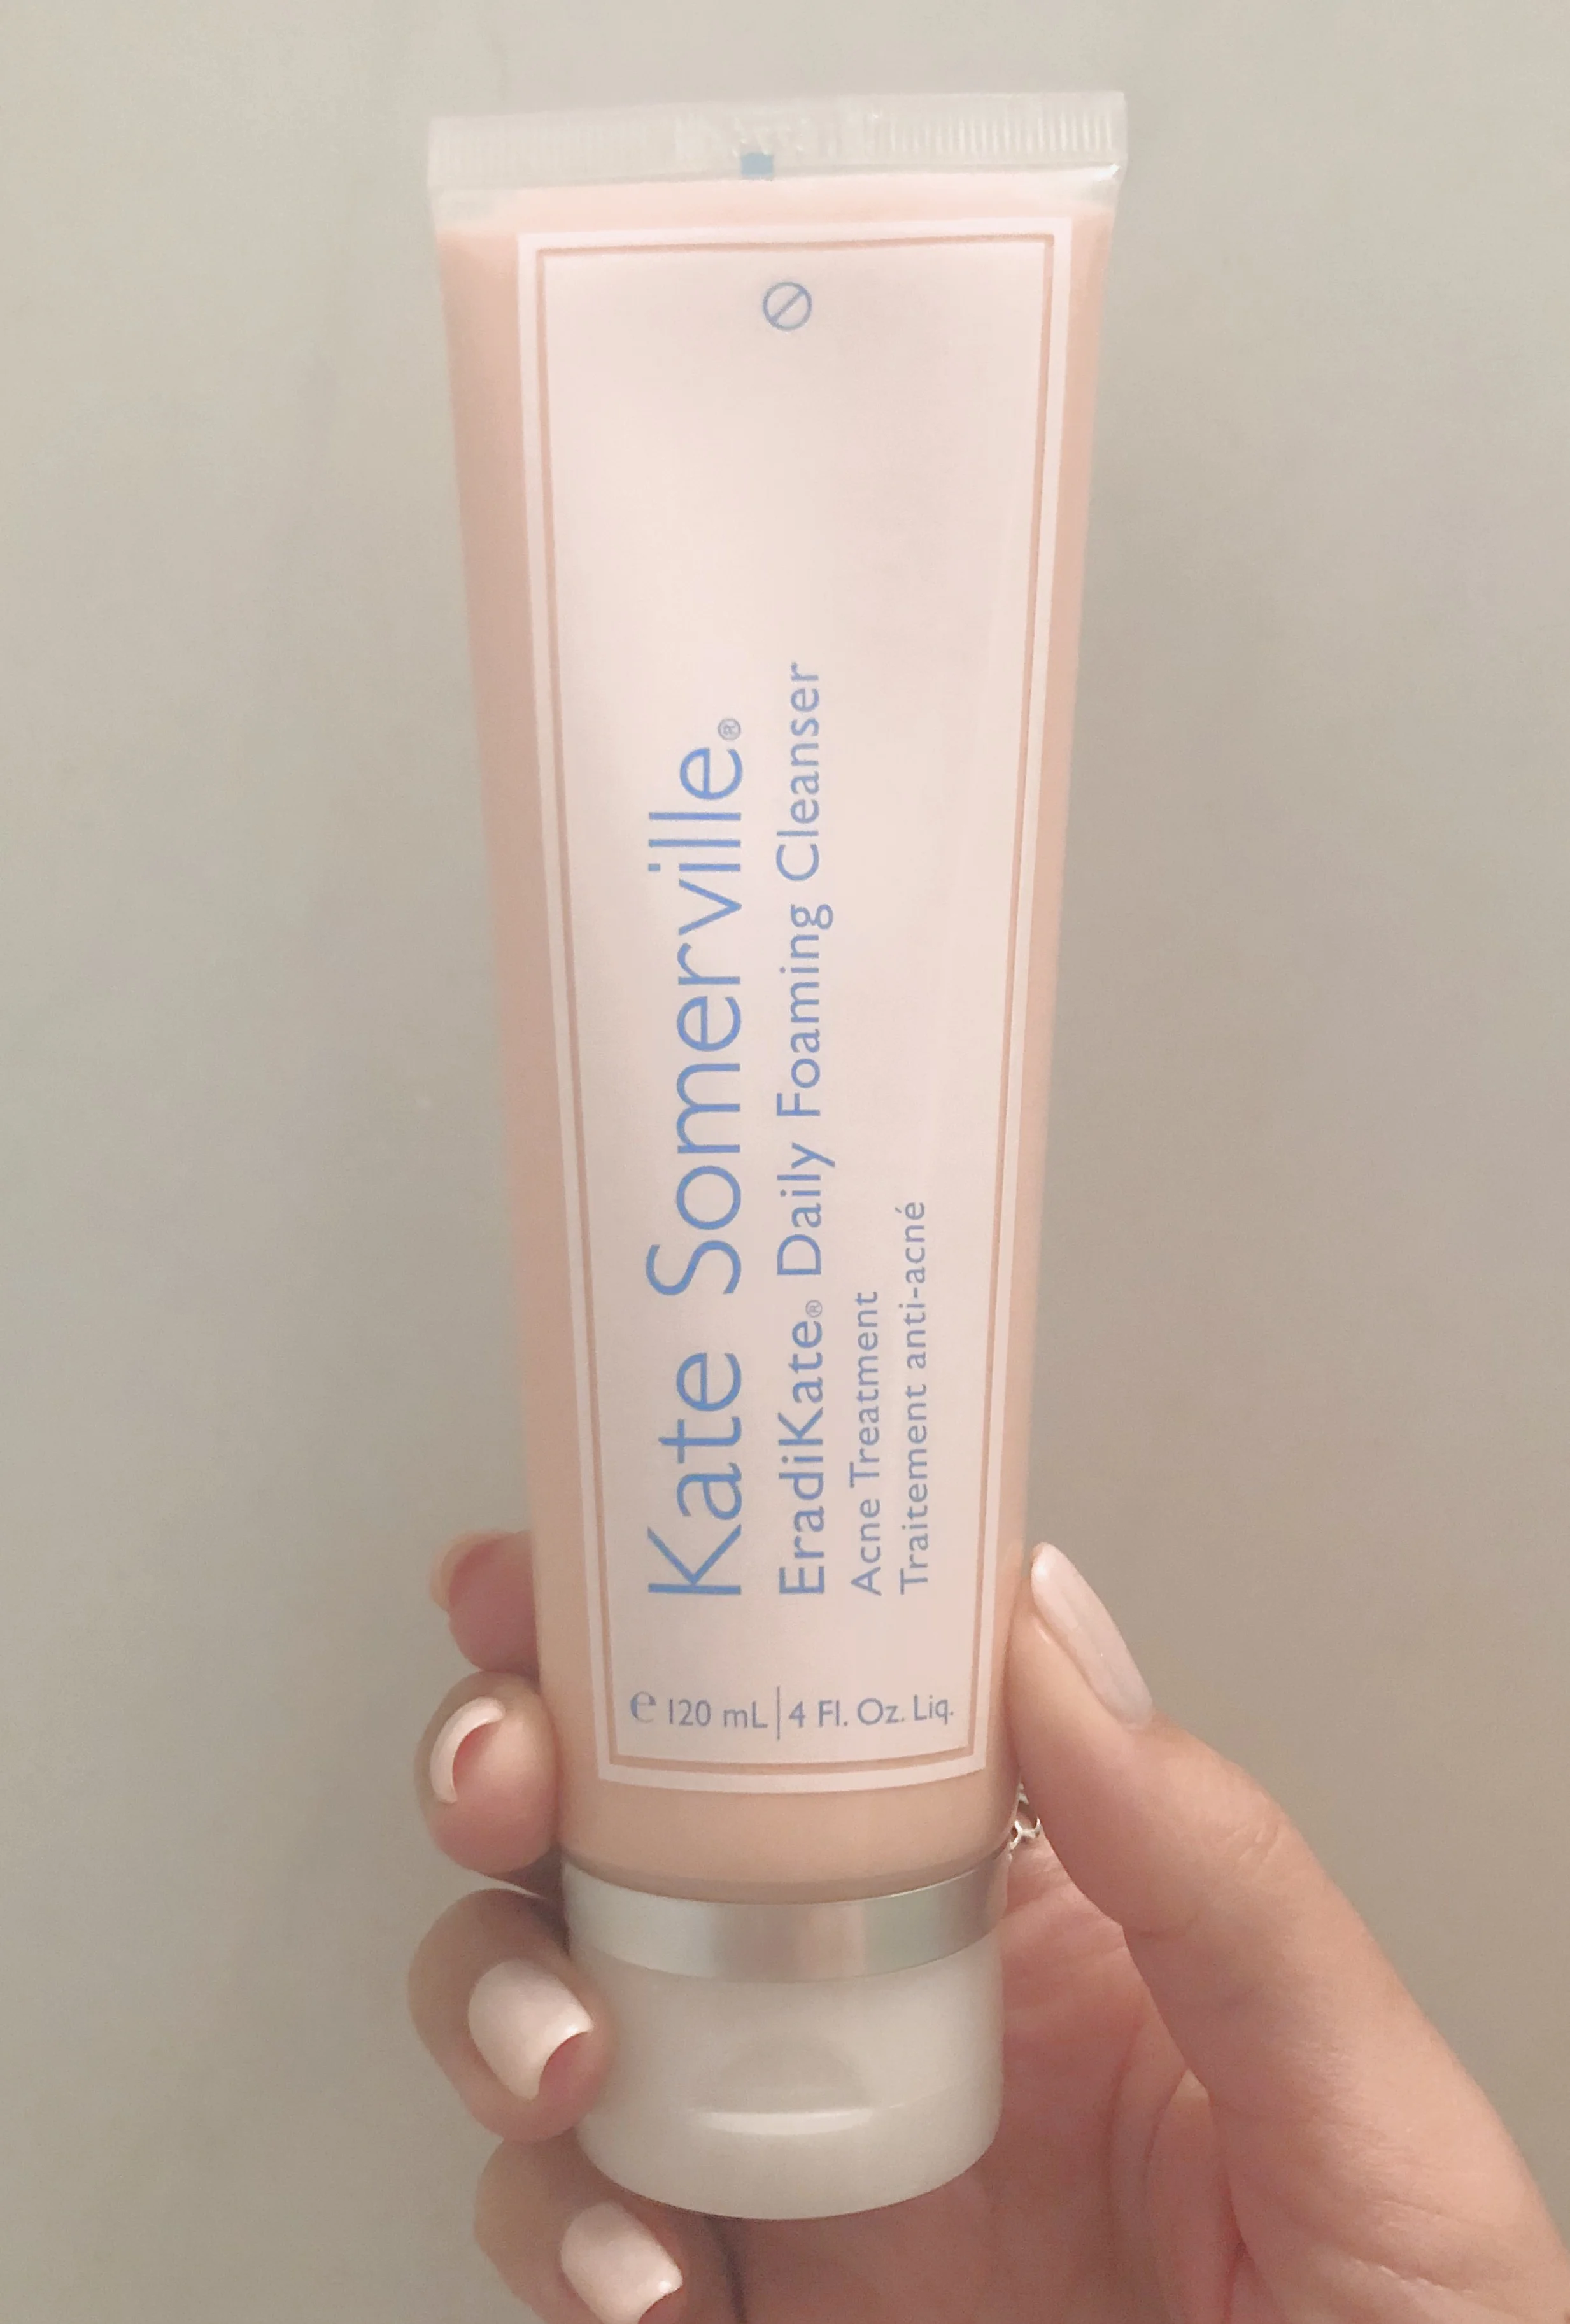 Kate Somerville®
EradiKate® Daily Foaming Cleanser
Acne Treatment
Traitement anti-acné
℮ 120 mL | 4 Fl. Oz. Liq.